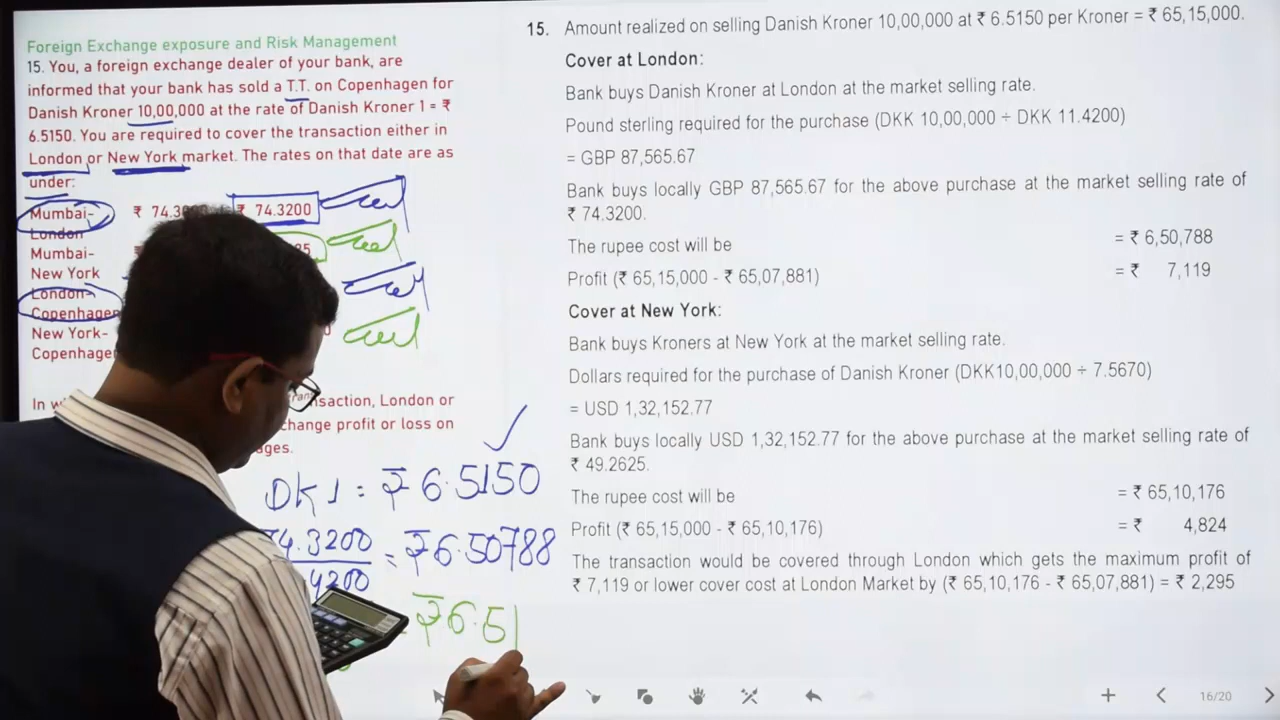 Foreign Exchange exposure and Risk Management
15. You, a foreign exchange dealer of your bank, are
informed that your bank has sold a T.T. on Copenhagen for
Danish Kroner 10,00,000 at the rate of Danish Kroner 1 = ₹
6.5150. You are required to cover the transaction either in
London or New York market. The rates on that date are as
under:
Mumbai- ₹ 74.3 ₹ 74.3200
London
Mumbai-
New York
London-
Copenhagen
New York-
Copenhagen
In nsaction, London or
change profit or loss on
ges.
DK 1 = ₹ 6.5150
4.3200 = ₹ 6.50788
4200
₹ 6.51
15. Amount realized on selling Danish Kroner 10,00,000 at ₹ 6.5150 per Kroner = ₹ 65,15,000.
Cover at London:
Bank buys Danish Kroner at London at the market selling rate.
Pound sterling required for the purchase (DKK 10,00,000 ÷ DKK 11.4200)
= GBP 87,565.67
Bank buys locally GBP 87,565.67 for the above purchase at the market selling rate of
₹ 74.3200.
The rupee cost will be = ₹ 6,50,788
Profit (₹ 65,15,000 - ₹ 65,07,881) = ₹ 7,119
Cover at New York:
Bank buys Kroners at New York at the market selling rate.
Dollars required for the purchase of Danish Kroner (DKK10,00,000 ÷ 7.5670)
= USD 1,32,152.77
Bank buys locally USD 1,32,152.77 for the above purchase at the market selling rate of
₹ 49.2625.
The rupee cost will be = ₹ 65,10,176
Profit (₹ 65,15,000 - ₹ 65,10,176) = ₹ 4,824
The transaction would be covered through London which gets the maximum profit of
₹ 7,119 or lower cover cost at London Market by (₹ 65,10,176 - ₹ 65,07,881) = ₹ 2,295
16/20